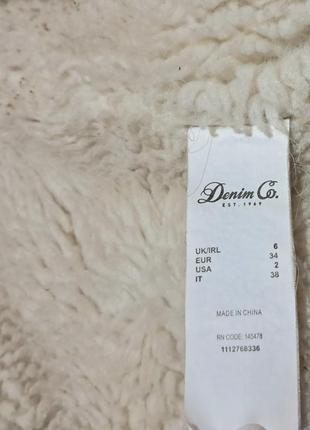 Denim Co.
EST. 1969
UK/IRL 6
EUR 34
USA 2
IT 38
MADE IN CHINA
RN CODE: 145478
1112768336